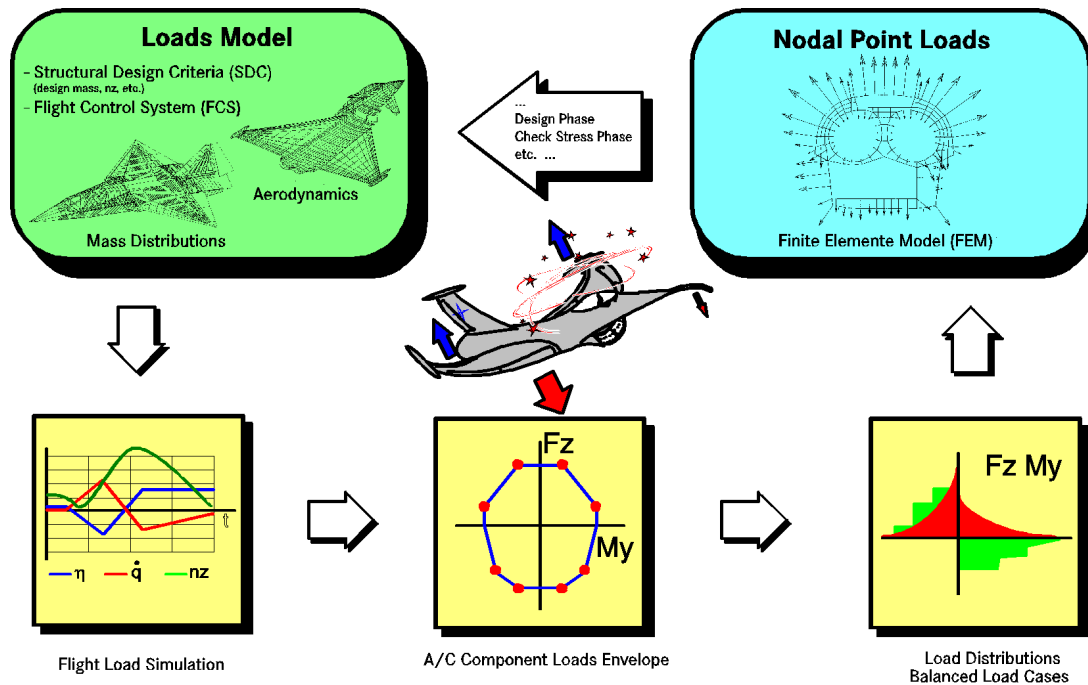 Loads Model
- Structural Design Criteria (SDC)
(design mass, nz, etc.)
- Flight Control System (FCS)
Aerodynamics
Mass Distributions
...
Design Phase
Check Stress Phase
etc. ...
Nodal Point Loads
Finite Elemente Model (FEM)
t
η q̇ nz
Flight Load Simulation
Fz
My
A/C Component Loads Envelope
Fz My
Load Distributions
Balanced Load Cases